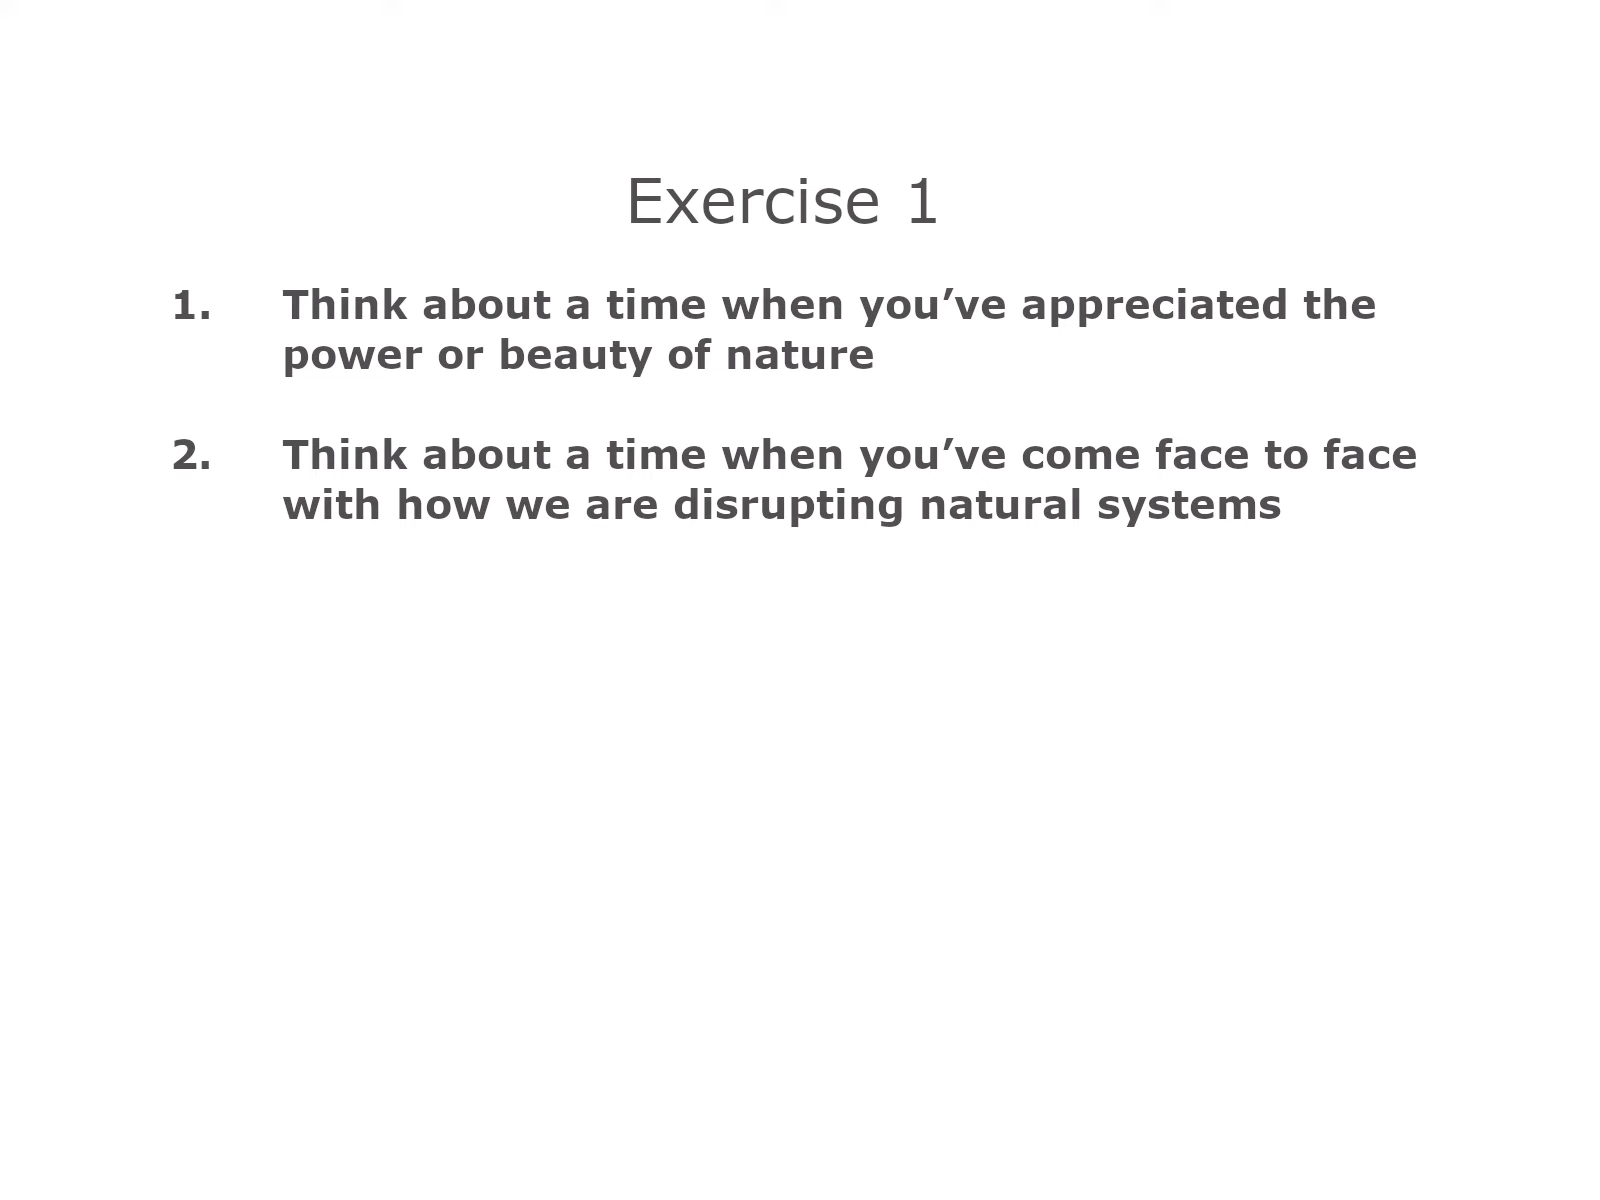 Exercise 1
1. Think about a time when you’ve appreciated the
power or beauty of nature
2. Think about a time when you’ve come face to face
with how we are disrupting natural systems